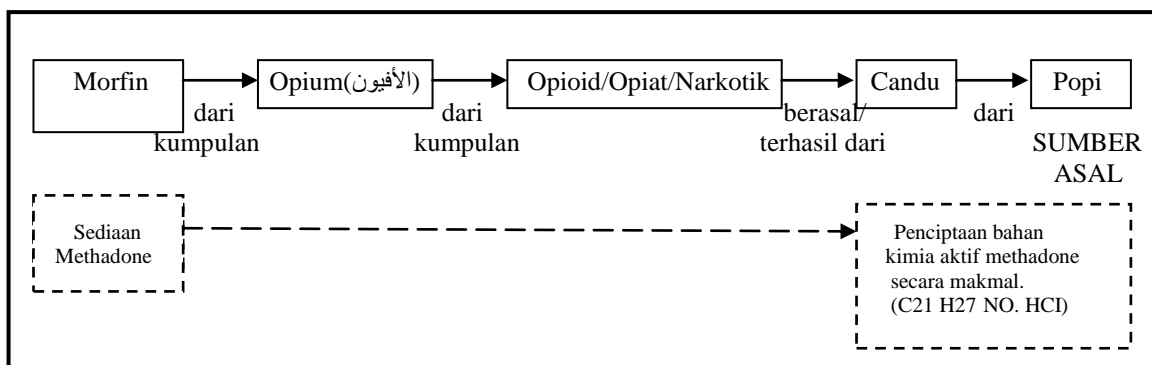 Morfin
Opium(الأفيون)
Opioid/Opiat/Narkotik
Candu
Popi
dari
kumpulan
dari
kumpulan
berasal/
terhasil dari
dari
SUMBER
ASAL
Sediaan
Methadone
Penciptaan bahan
kimia aktif methadone
secara makmal.
(C21 H27 NO. HCI)